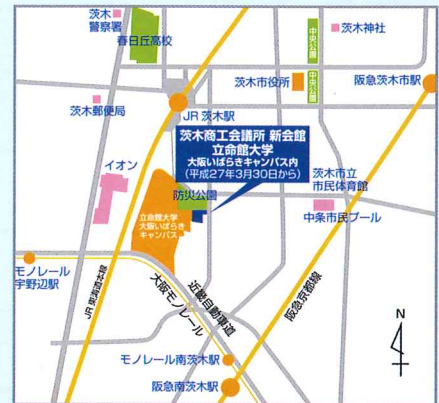 茨木
警察署
春日丘高校
中央公園
茨木神社
茨木市役所
中央公園
阪急茨木市駅
茨木郵便局
JR 茨木駅
茨木商工会議所 新会館
立命館大学
大阪いばらきキャンパス内
(平成27年3月30日から)
イオン
防災公園
茨木市立
市民体育館
中条市民プール
立命館大学
大阪いばらき
キャンパス
モノレール
宇野辺駅
JR東海道本線
近畿自動車道
大阪モノレール
阪急京都線
N
モノレール南茨木駅
阪急南茨木駅